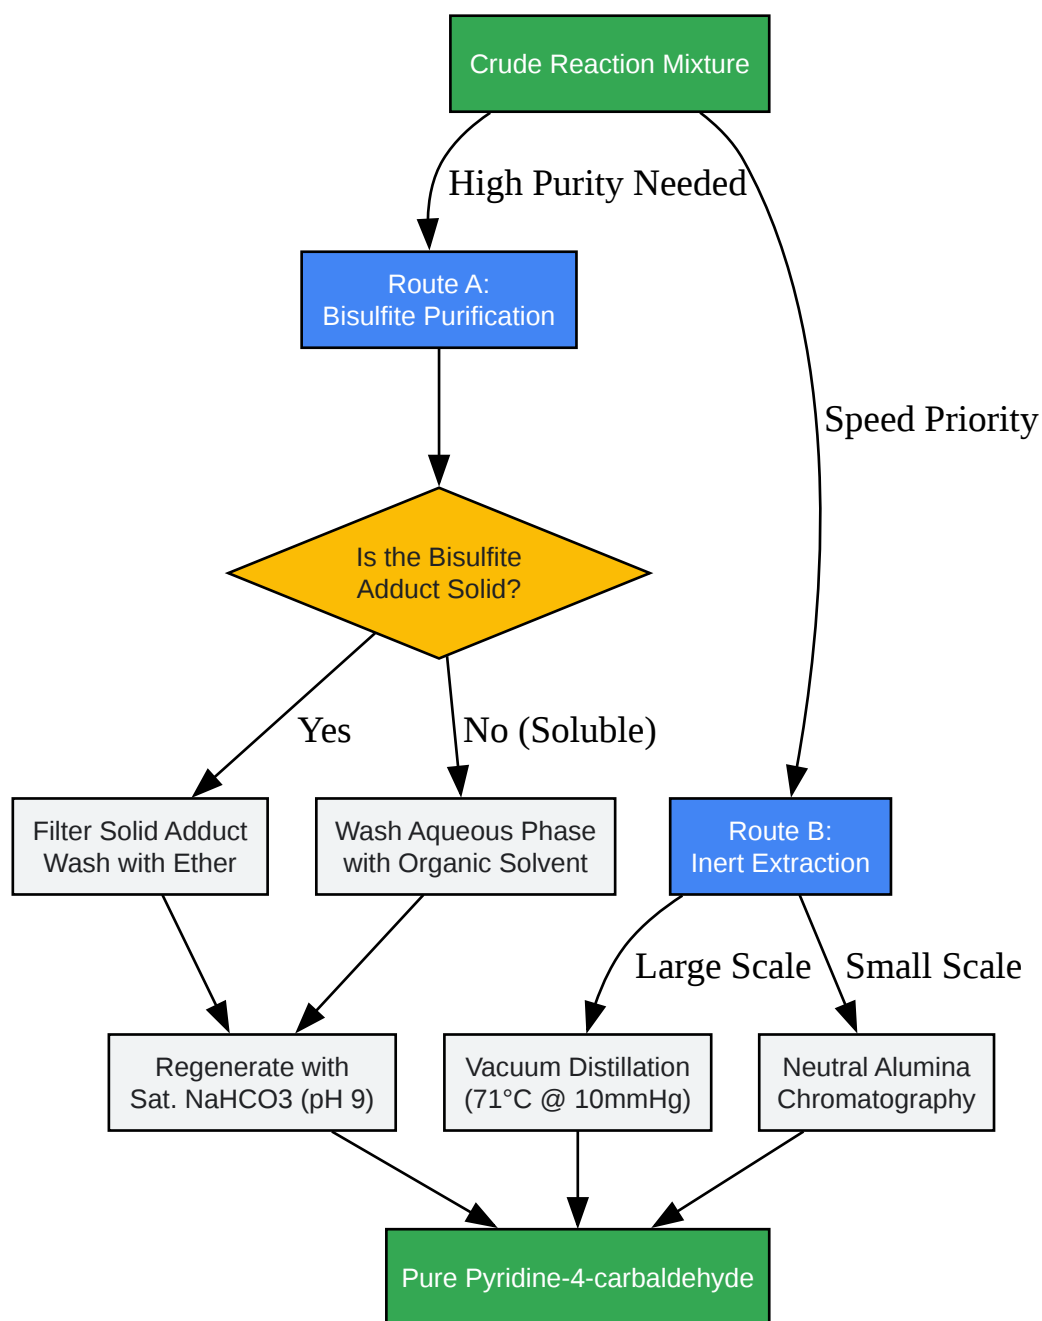 Crude Reaction Mixture
High Purity Needed
Route A:
Bisulfite Purification
Speed Priority
Is the Bisulfite
Adduct Solid?
Yes
No (Soluble)
Filter Solid Adduct
Wash with Ether
Wash Aqueous Phase
with Organic Solvent
Route B:
Inert Extraction
Large Scale
Small Scale
Regenerate with
Sat. NaHCO3 (pH 9)
Vacuum Distillation
(71°C @ 10mmHg)
Neutral Alumina
Chromatography
Pure Pyridine-4-carbaldehyde